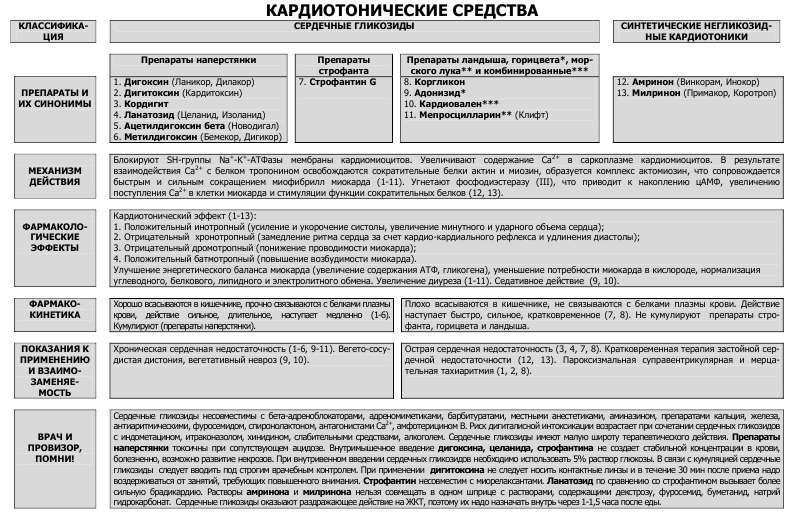 КАРДИОТОНИЧЕСКИЕ СРЕДСТВА
КЛАССИФИКА-
ЦИЯ
СЕРДЕЧНЫЕ ГЛИКОЗИДЫ
СИНТЕТИЧЕСКИЕ НЕГЛИКОЗИД-
НЫЕ КАРДИОТОНИКИ
ПРЕПАРАТЫ И
ИХ СИНОНИМЫ
Препараты наперстянки
1. Дигоксин (Ланикор, Дилакор)
2. Дигитоксин (Кардитоксин)
3. Кордигит
4. Ланатозид (Целанид, Изоланид)
5. Ацетилдигоксин бета (Новодигал)
6. Метилдигоксин (Бемекор, Дигикор)
Препараты
строфанта
7. Строфантин G
Препараты ландыша, горицвета*, мор-
ского лука** и комбинированные***
8. Коргликон
9. Адонизид*
10. Кардиовален***
11. Мепросцилларин** (Клифт)
12. Амринон (Винкорам, Инокор)
13. Милринон (Примакор, Коротроп)
МЕХАНИЗМ
ДЕЙСТВИЯ
Блокируют SH-группы Na⁺-K⁺-АТФазы мембраны кардиомиоцитов. Увеличивают содержание Ca²⁺ в саркоплазме кардиомиоцитов. В результате
взаимодействия Ca²⁺ с белком тропонином освобождаются сократительные белки актин и миозин, образуется комплекс актомиозин, что сопровождается
быстрым и сильным сокращением миофибрилл миокарда (1-11). Угнетают фосфодиэстеразу (III), что приводит к накоплению цАМФ, увеличению
поступления Ca²⁺ в клетки миокарда и стимуляции функции сократительных белков (12, 13).
ФАРМАКОЛО-
ГИЧЕСКИЕ
ЭФФЕКТЫ
Кардиотонический эффект (1-13):
1. Положительный инотропный (усиление и укорочение систолы, увеличение минутного и ударного объема сердца);
2. Отрицательный хронотропный (замедление ритма сердца за счет кардио-кардиального рефлекса и удлинения диастолы);
3. Отрицательный дромотропный (понижение проводимости миокарда);
4. Положительный батмотропный (повышение возбудимости миокарда).
Улучшение энергетического баланса миокарда (увеличение содержания АТФ, гликогена), уменьшение потребности миокарда в кислороде, нормализация
углеводного, белкового, липидного и электролитного обмена. Увеличение диуреза (1-11). Седативное действие (9, 10).
ФАРМАКО-
КИНЕТИКА
Хорошо всасываются в кишечнике, прочно связываются с белками плазмы
крови, действие сильное, длительное, наступает медленно (1-6).
Кумулируют (препараты наперстянки).
Плохо всасываются в кишечнике, не связываются с белками плазмы крови. Действие
наступает быстро, сильное, кратковременное (7, 8). Не кумулируют препараты стро-
фанта, горицвета и ландыша.
ПОКАЗАНИЯ К
ПРИМЕНЕНИЮ
И ВЗАИМО-
ЗАМЕНЯЕ-
МОСТЬ
Хроническая сердечная недостаточность (1-6, 9-11). Вегето-сосу-
дистая дистония, вегетативный невроз (9, 10).
Острая сердечная недостаточность (3, 4, 7, 8). Кратковременная терапия застойной сер-
дечной недостаточности (12, 13). Пароксизмальная суправентрикулярная и мерца-
тельная тахиаритмия (1, 2, 8).
ВРАЧ И
ПРОВИЗОР,
ПОМНИ!
Сердечные гликозиды несовместимы с бета-адреноблокаторами, адреномиметиками, барбитуратами, местными анестетиками, аминазином, препаратами кальция, железа,
антиаритмическими, фуросемидом, спиронолактоном, антагонистами Ca²⁺, амфотерицином В. Риск дигиталисной интоксикации возрастает при сочетании сердечных гликозидов
с индометацином, итраконазолом, хинидином, слабительными средствами, алкоголем. Сердечные гликозиды имеют малую широту терапевтического действия. Препараты
наперстянки токсичны при сопутствующем ацидозе. Внутримышечное введение дигоксина, целанида, строфантина не создает стабильной концентрации в крови,
болезненно, возможно развитие некрозов. При внутривенном введении сердечных гликозидов необходимо использовать 5% раствор глюкозы. В связи с кумуляцией сердечные
гликозиды следует вводить под строгим врачебным контролем. При применении дигитоксина не следует носить контактные линзы и в течение 30 мин после приема надо
воздерживаться от занятий, требующих повышенного внимания. Строфантин несовместим с миорелаксантами. Ланатозид по сравнению со строфантином вызывает более
сильную брадикардию. Растворы амринона и милринона нельзя совмещать в одном шприце с растворами, содержащими декстрозу, фуросемид, буметанид, натрий
гидрокарбонат. Сердечные гликозиды оказывают раздражающее действие на ЖКТ, поэтому их надо назначать внутрь через 1-1,5 часа после еды.